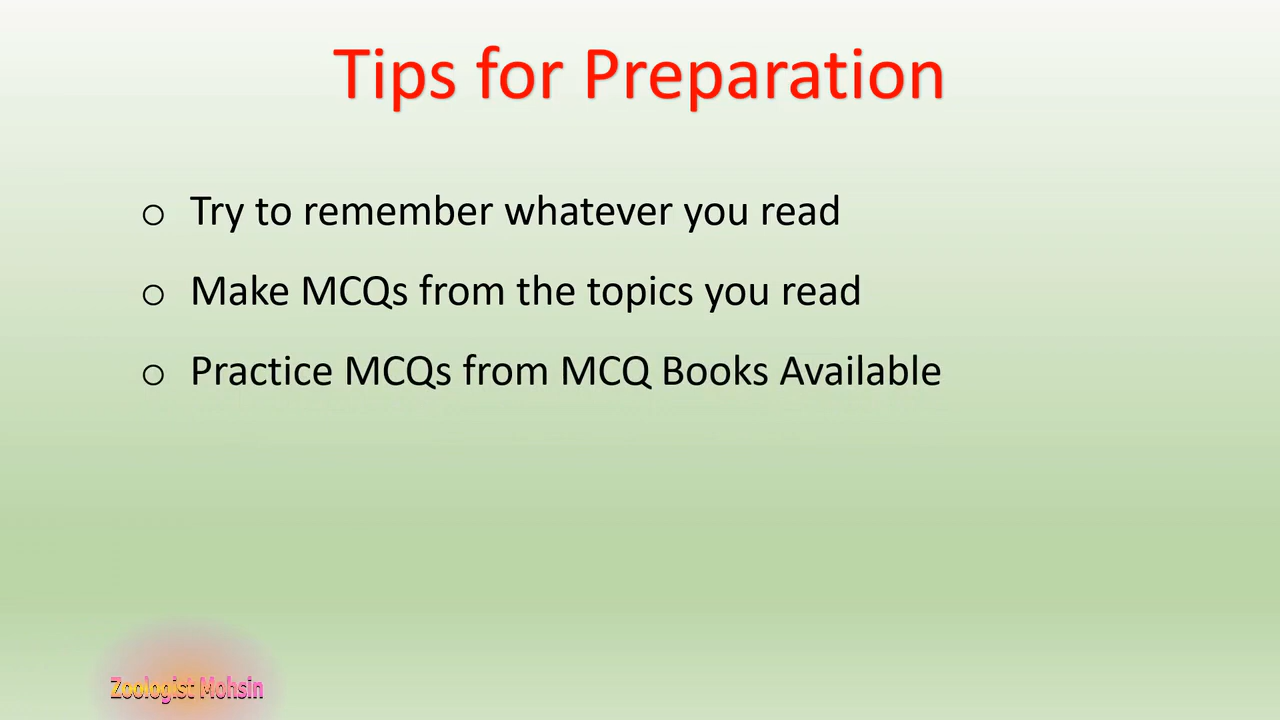 Tips for Preparation
o Try to remember whatever you read
o Make MCQs from the topics you read
o Practice MCQs from MCQ Books Available
Zoologist Mohsin